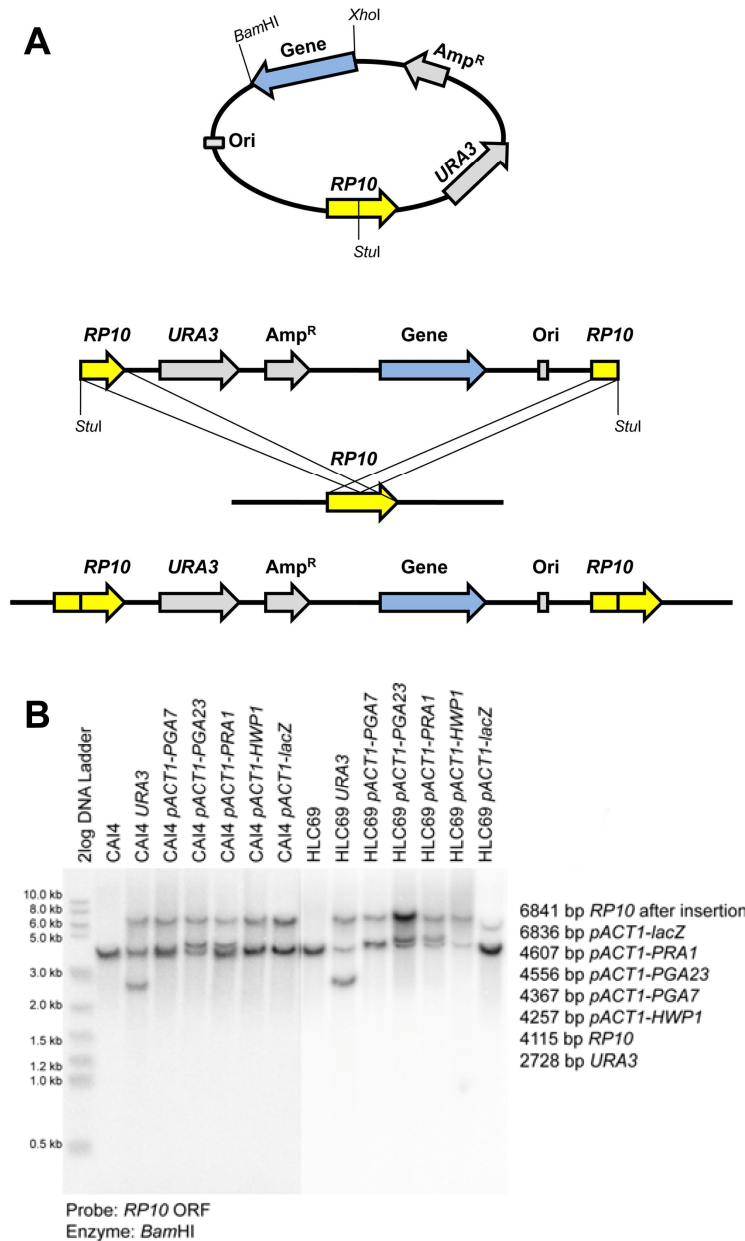 A
BamHI
XhoI
Gene
AmpR
Ori
URA3
RP10
StuI
RP10 URA3 AmpR Gene Ori RP10
StuI StuI
RP10
RP10 URA3 AmpR Gene Ori RP10
B
2log DNA Ladder
CAI4
CAI4 URA3
CAI4 pACT1-PGA7
CAI4 pACT1-PGA23
CAI4 pACT1-PRA1
CAI4 pACT1-HWP1
CAI4 pACT1-lacZ
HLC69
HLC69 URA3
HLC69 pACT1-PGA7
HLC69 pACT1-PGA23
HLC69 pACT1-PRA1
HLC69 pACT1-HWP1
HLC69 pACT1-lacZ
10.0 kb
8.0 kb
6.0 kb
5.0 kb
3.0 kb
2.0 kb
1.5 kb
1.2 kb
1.0 kb
0.5 kb
6841 bp RP10 after insertion
6836 bp pACT1-lacZ
4607 bp pACT1-PRA1
4556 bp pACT1-PGA23
4367 bp pACT1-PGA7
4257 bp pACT1-HWP1
4115 bp RP10
2728 bp URA3
Probe: RP10 ORF
Enzyme: BamHI